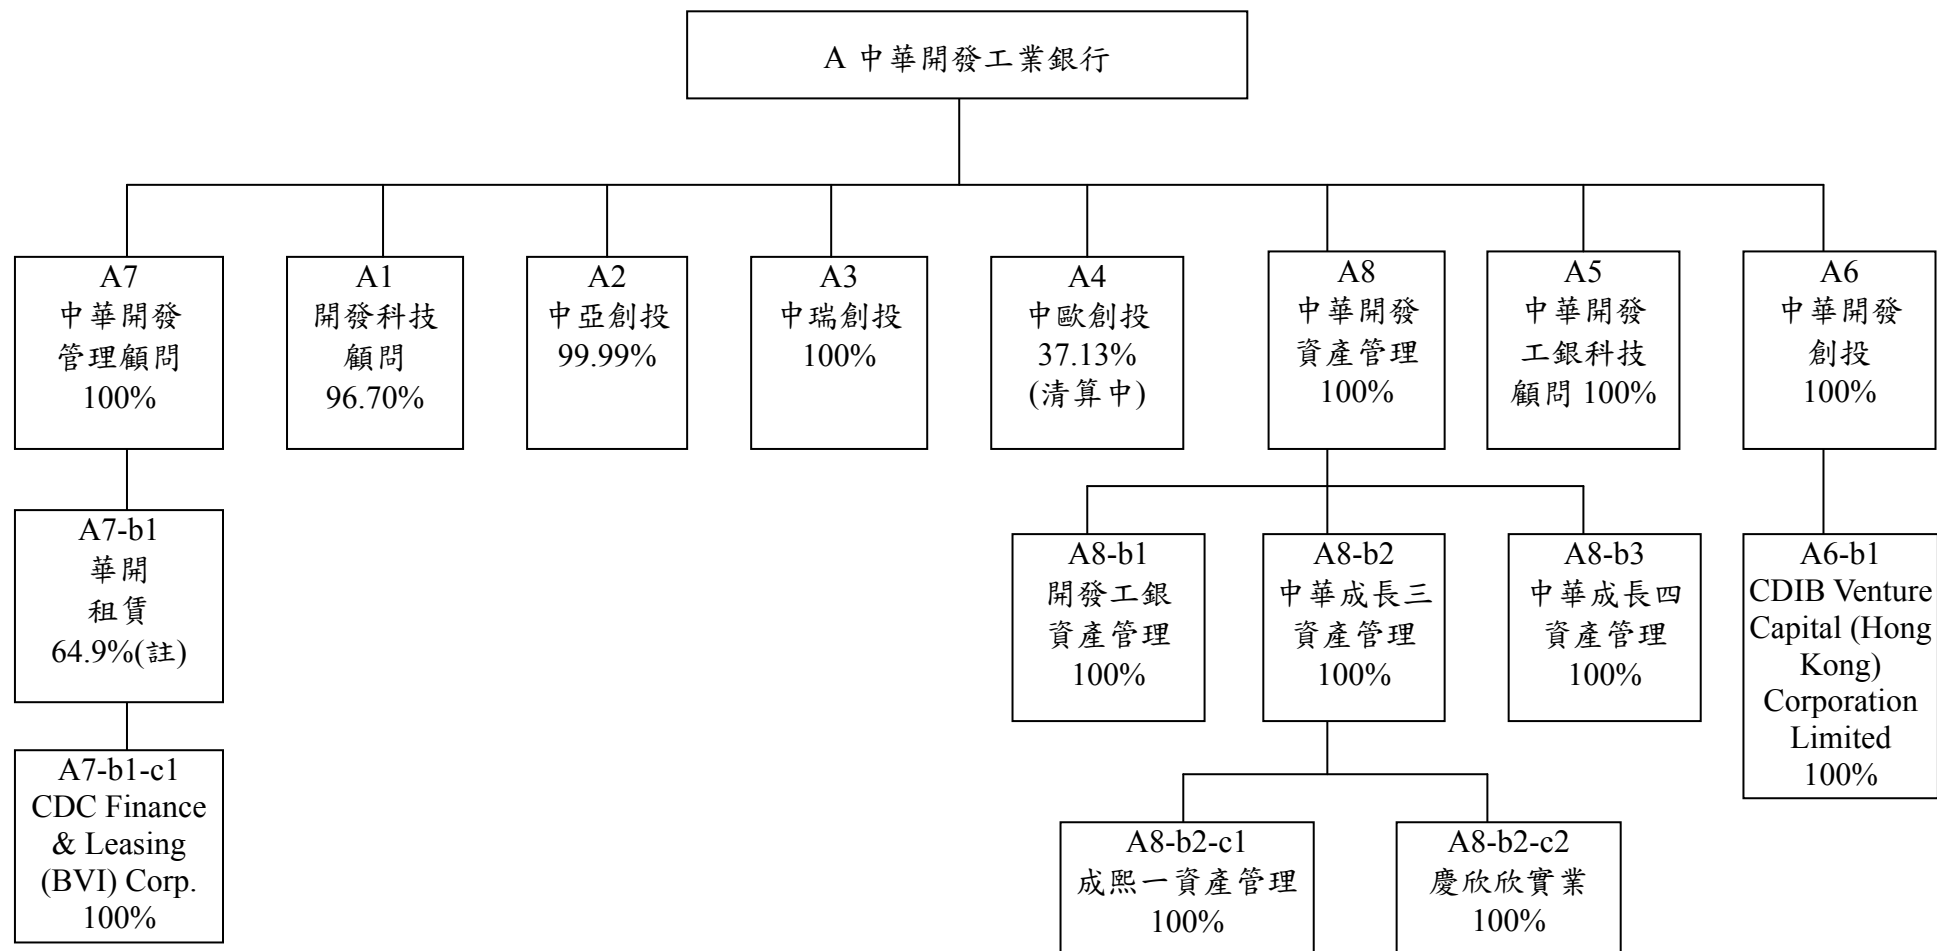 A 中華開發工業銀行
A7
中華開發
管理顧問
100%
A1
開發科技
顧問
96.70%
A2
中亞創投
99.99%
A3
中瑞創投
100%
A4
中歐創投
37.13%
(清算中)
A8
中華開發
資產管理
100%
A5
中華開發
工銀科技
顧問 100%
A6
中華開發
創投
100%
A7-b1
華開
租賃
64.9%(註)
A8-b1
開發工銀
資產管理
100%
A8-b2
中華成長三
資產管理
100%
A8-b3
中華成長四
資產管理
100%
A6-b1
CDIB Venture
Capital (Hong
Kong)
Corporation
Limited
100%
A7-b1-c1
CDC Finance
& Leasing
(BVI) Corp.
100%
A8-b2-c1
成熙一資產管理
100%
A8-b2-c2
慶欣欣實業
100%